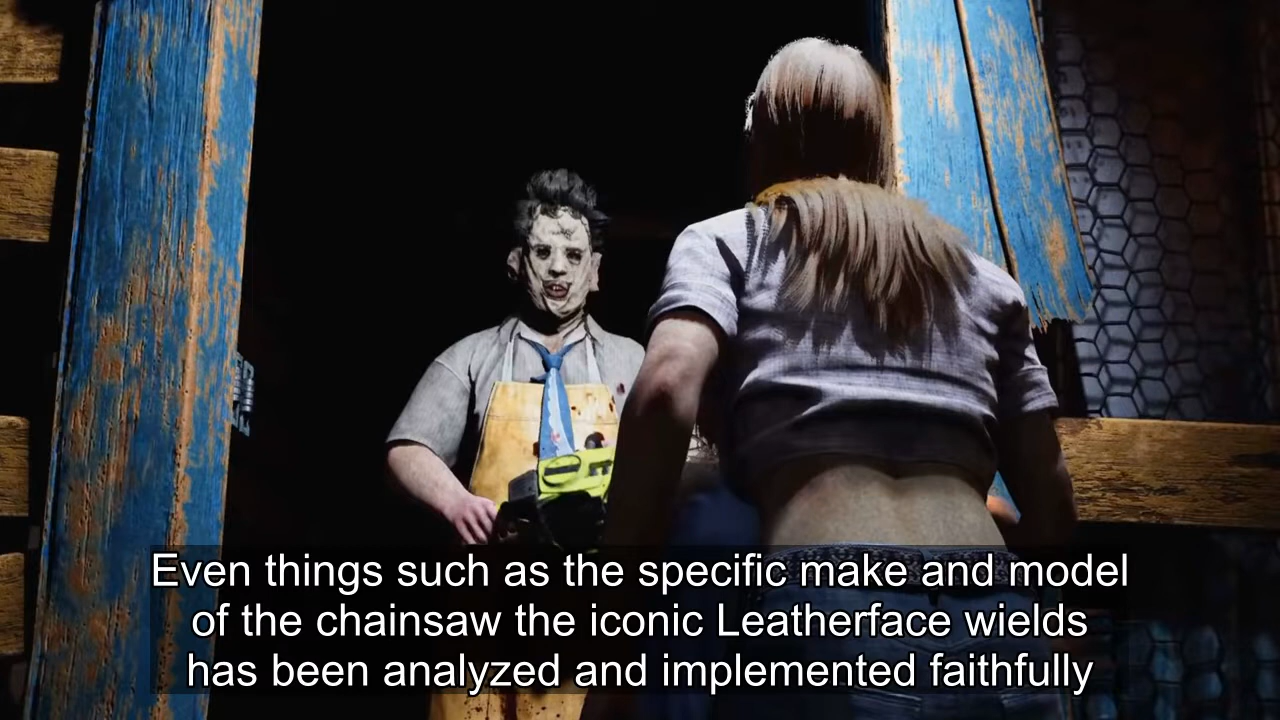 Even things such as the specific make and model
of the chainsaw the iconic Leatherface wields
has been analyzed and implemented faithfully